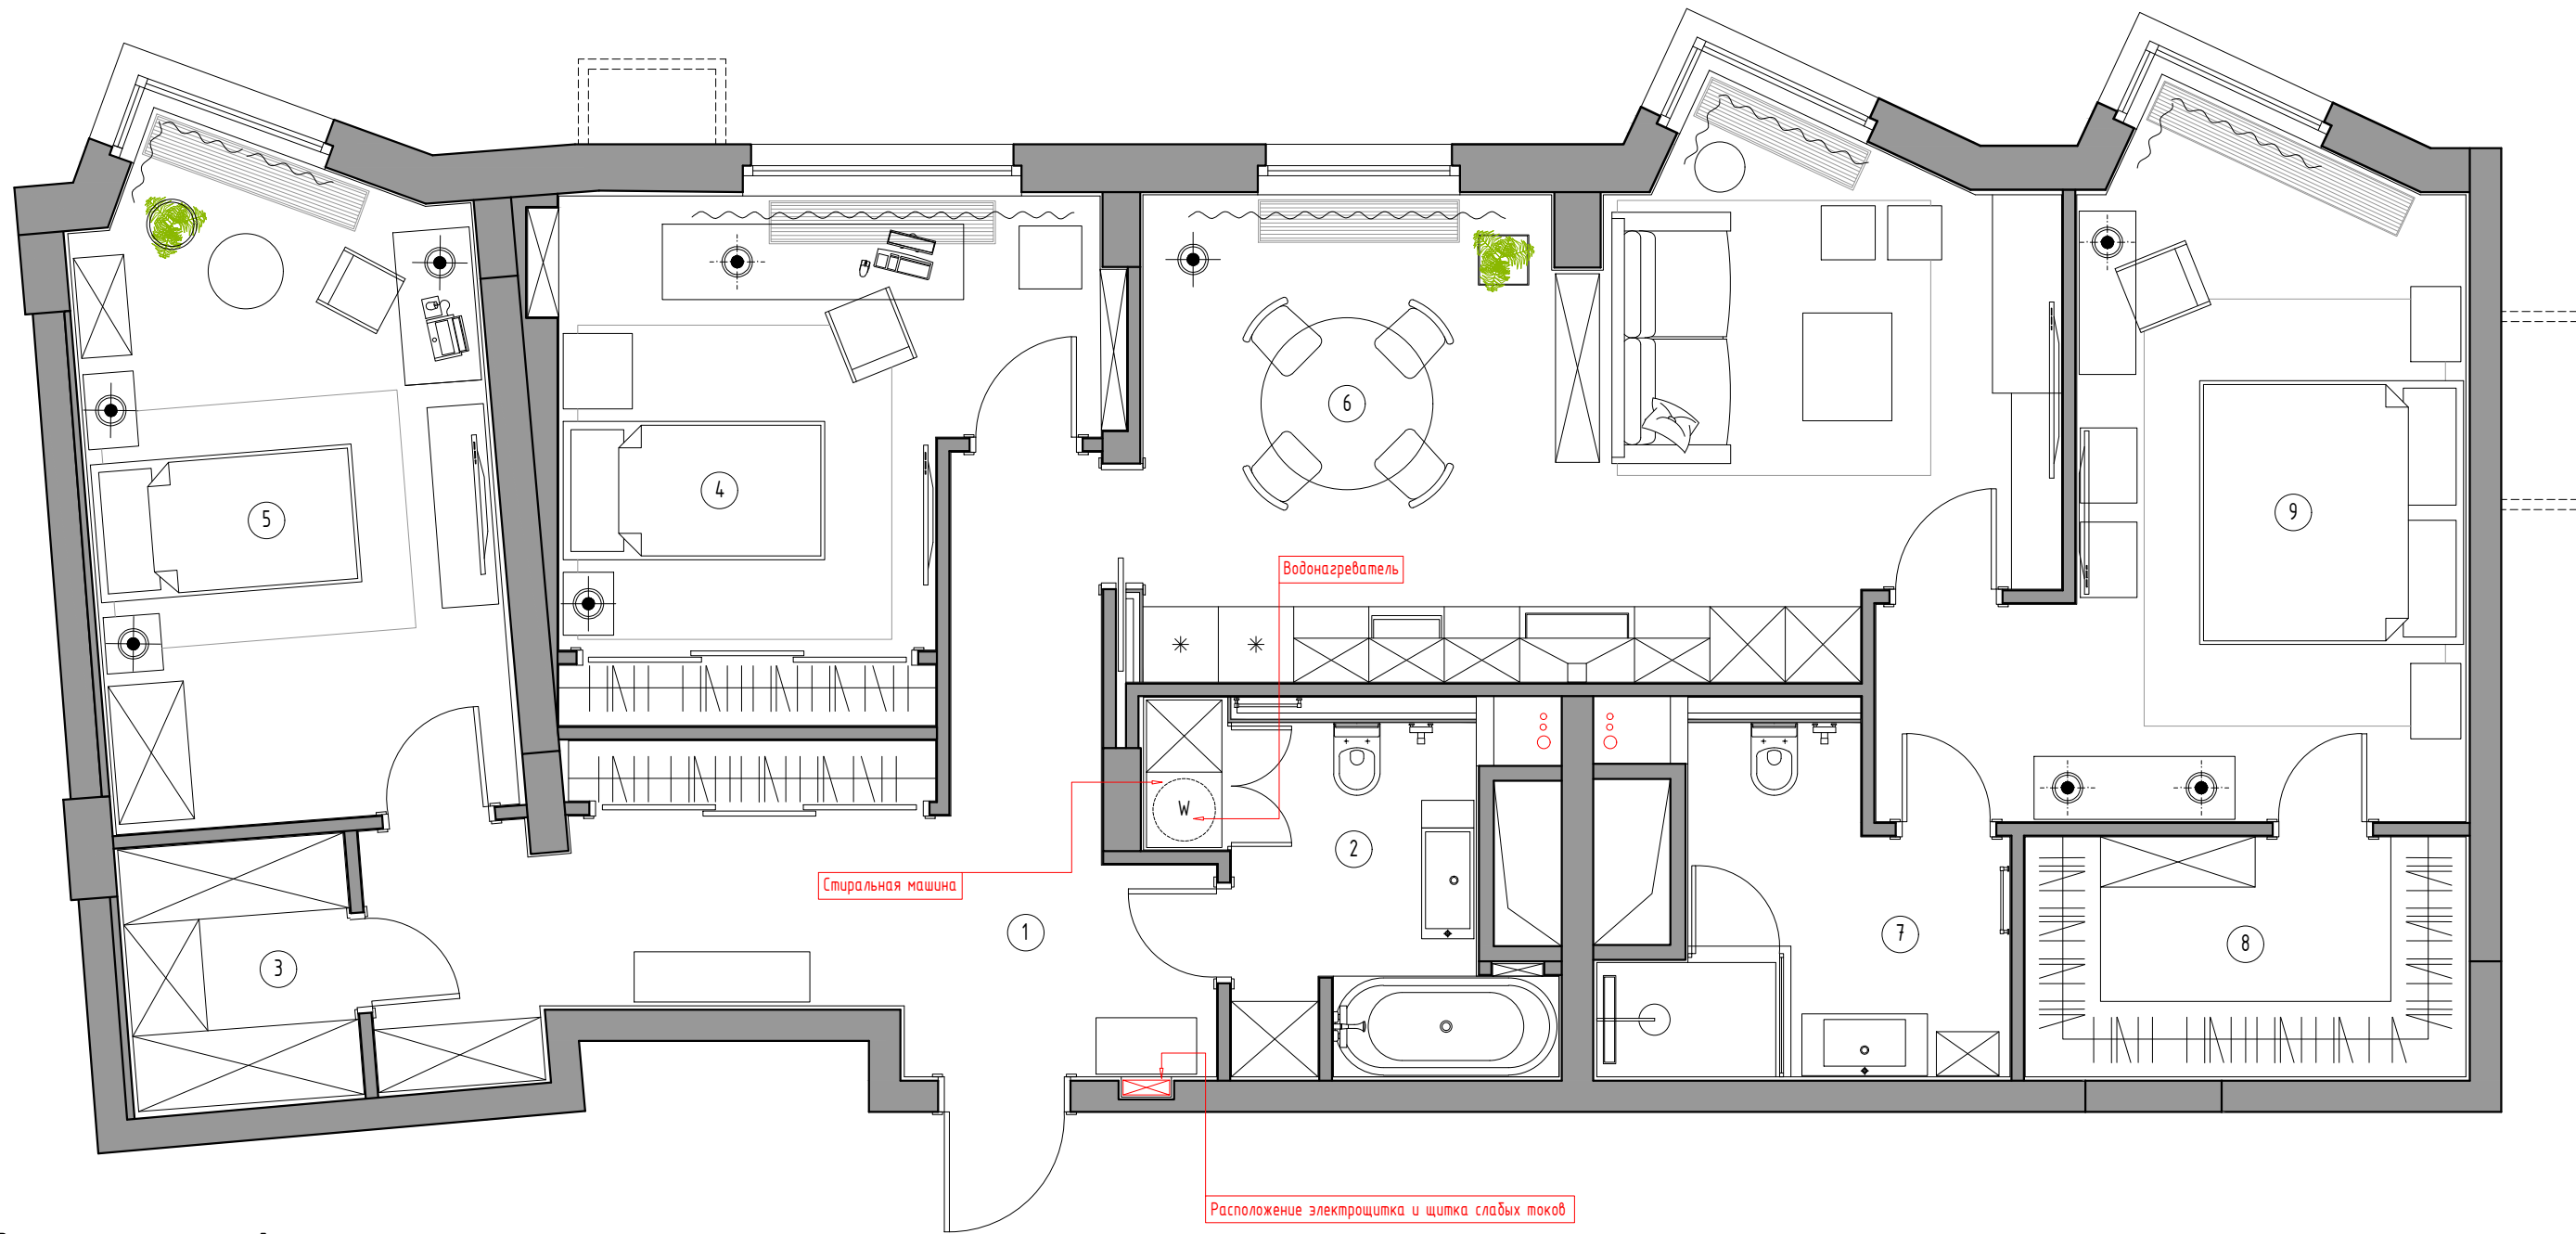 6
4
9
5
Водонагреватель
W
2
Стиральная машина
1
7
8
3
Расположение электрощитка и щитка слабых токов